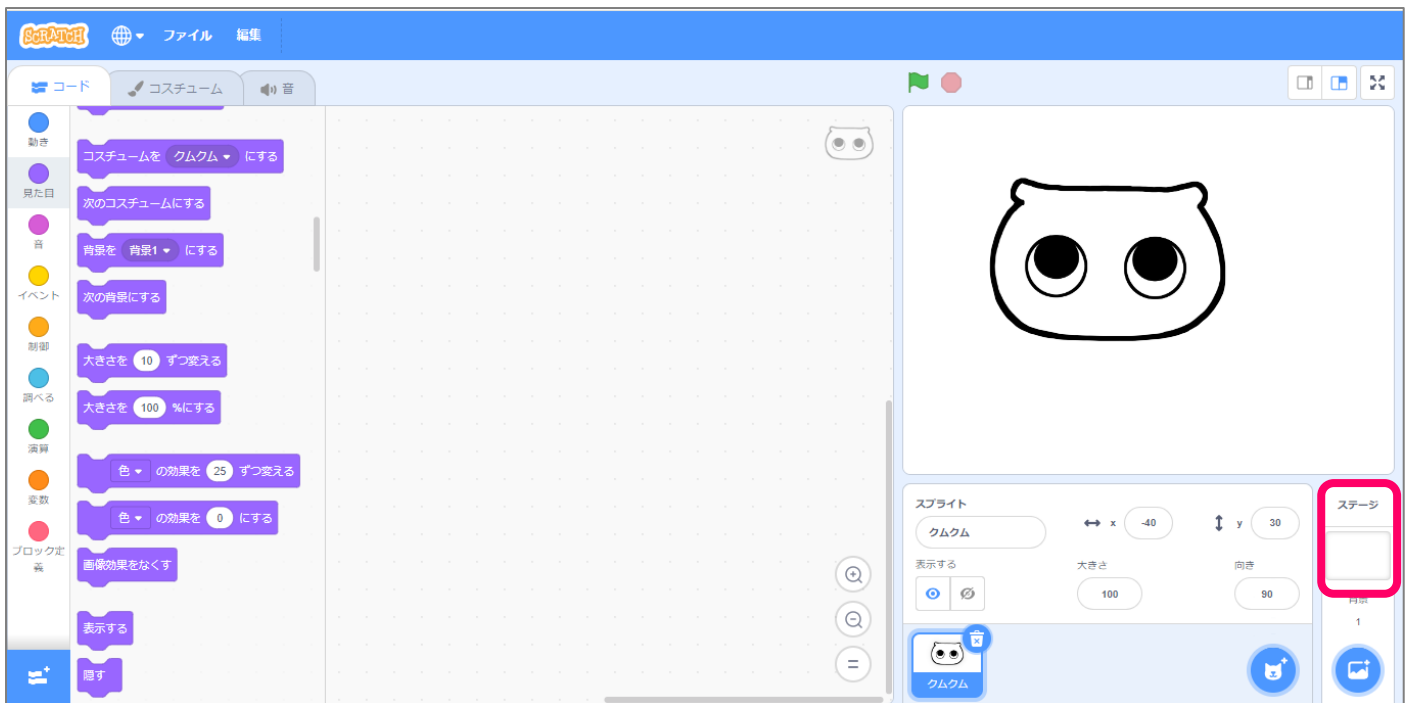 SCRATCH ファイル 編集
コード コスチューム 音
動き
見た目
音
イベント
制御
調べる
演算
変数
ブロック定
義
コスチュームを クムクム にする
次のコスチュームにする
背景を 背景1 にする
次の背景にする
大きさを 10 ずつ変える
大きさを 100 %にする
色 の効果を 25 ずつ変える
色 の効果を 0 にする
画像効果をなくす
表示する
隠す
スプライト
クムクム
x -40 y 30
表示する 大きさ 向き
100 90
クムクム
ステージ
背景
1